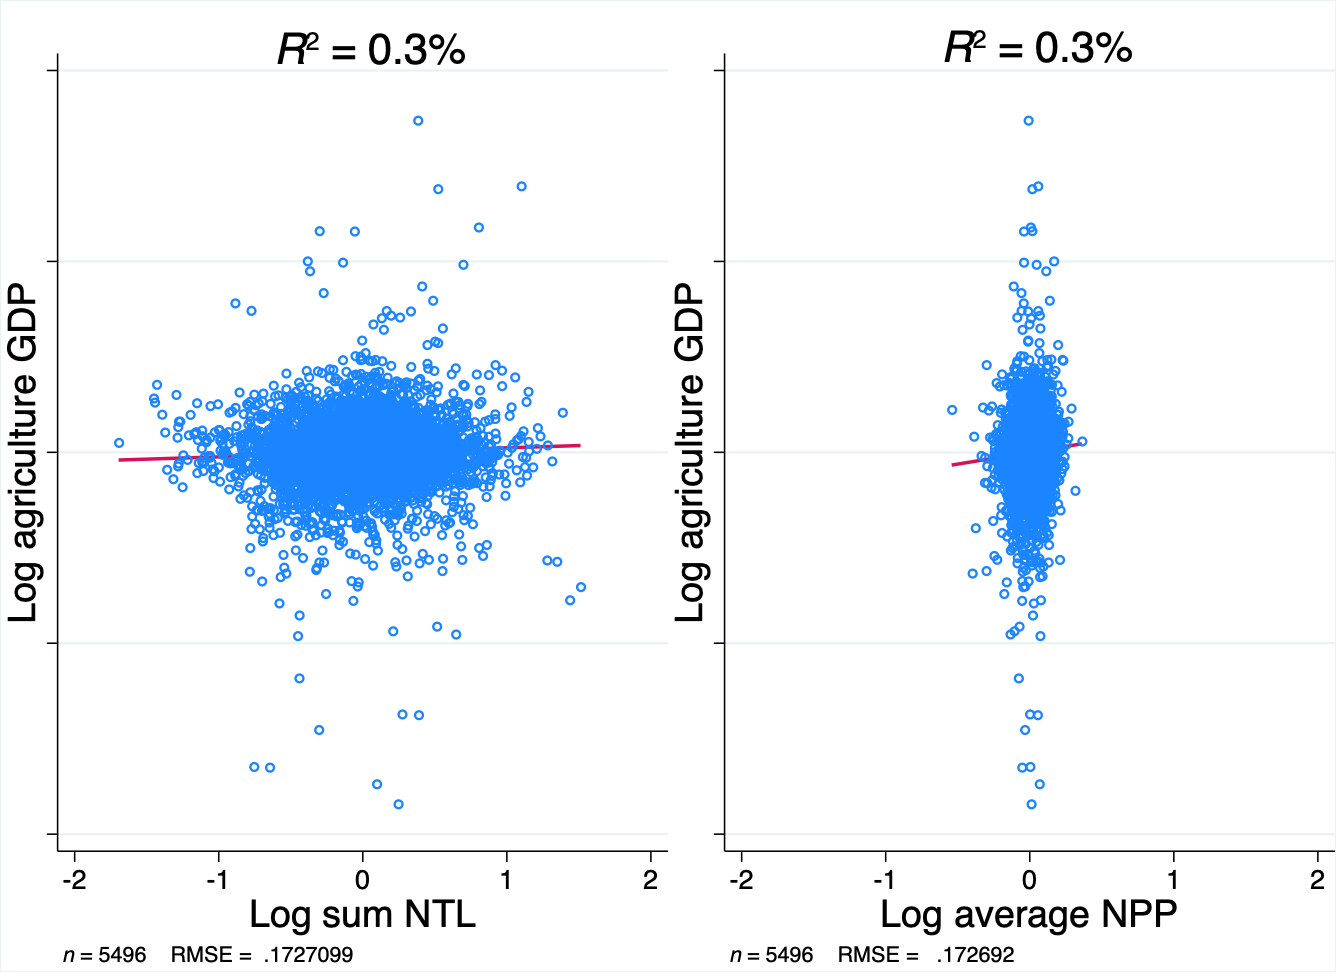 R² = 0.3%
Log agriculture GDP
-2 -1 0 1 2
Log sum NTL
n = 5496 RMSE = .1727099
R² = 0.3%
Log agriculture GDP
-2 -1 0 1 2
Log average NPP
n = 5496 RMSE = .172692